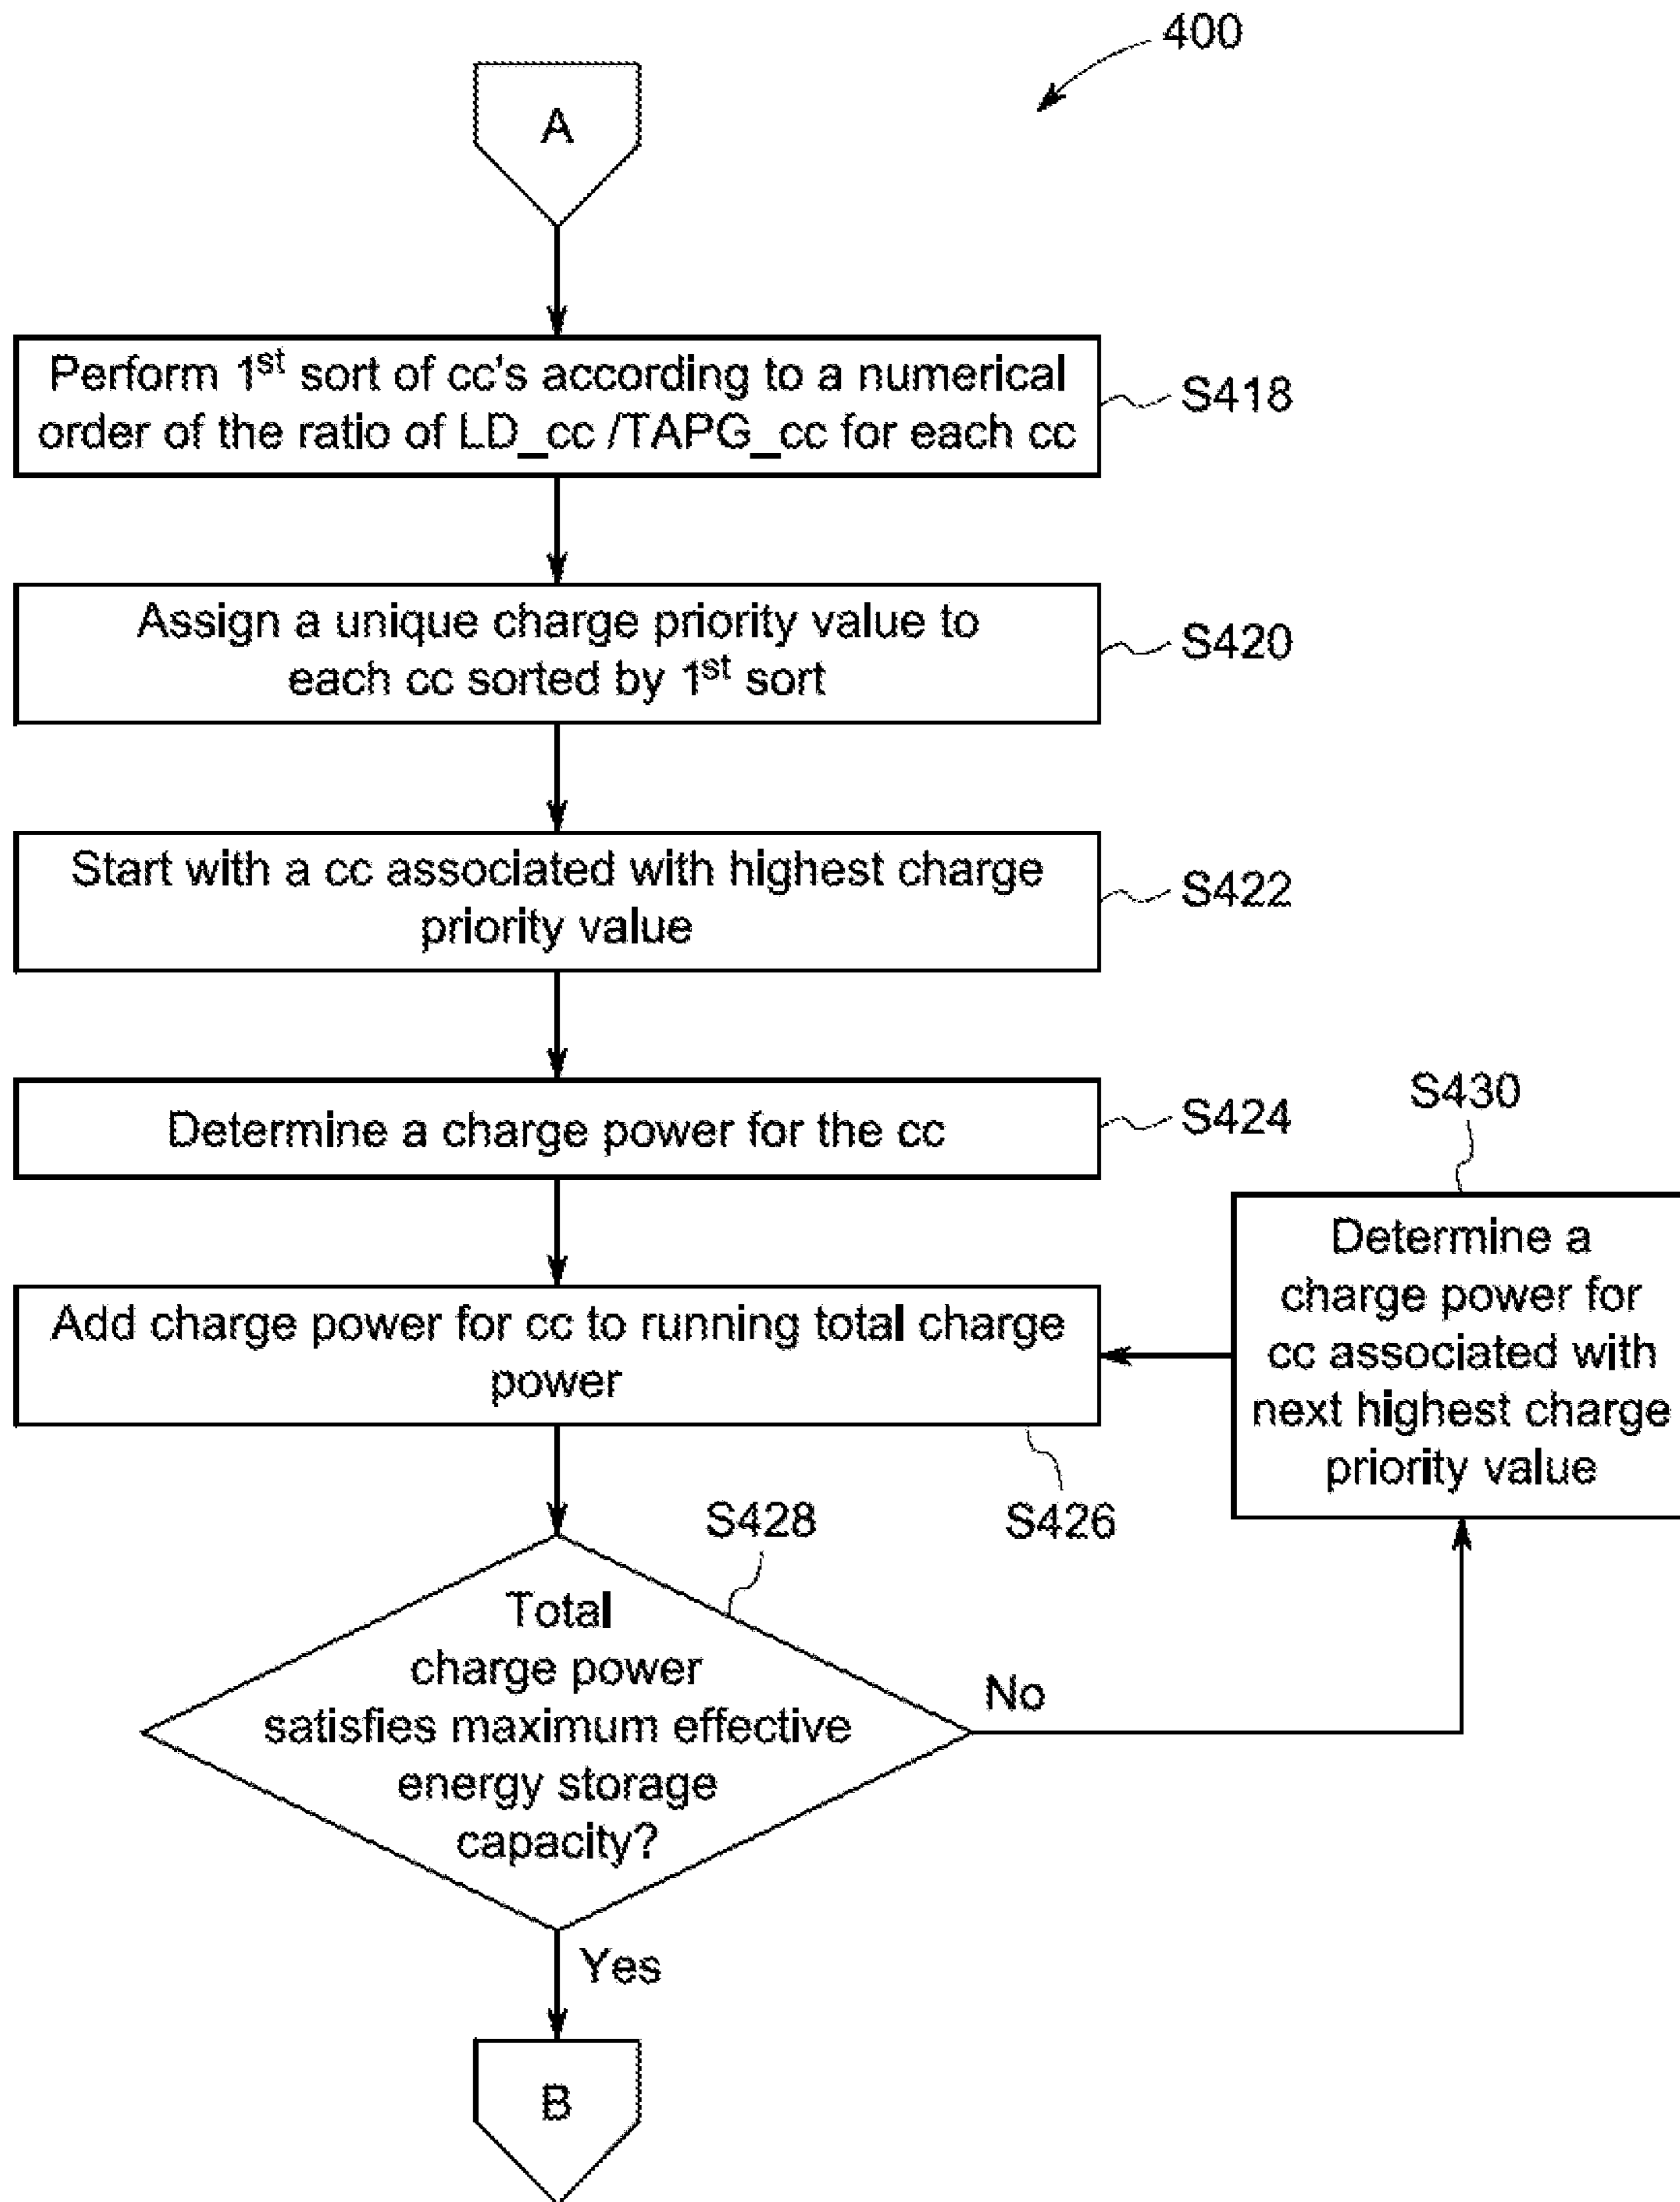 400
A
Perform 1st sort of cc's according to a numerical
order of the ratio of LD_cc /TAPG_cc for each cc
S418
Assign a unique charge priority value to
each cc sorted by 1st sort
S420
Start with a cc associated with highest charge
priority value
S422
Determine a charge power for the cc
S424
S430
Determine a
charge power for
cc associated with
next highest charge
priority value
Add charge power for cc to running total charge
power
S426
S428
Total
charge power
satisfies maximum effective
energy storage
capacity?
No
Yes
B